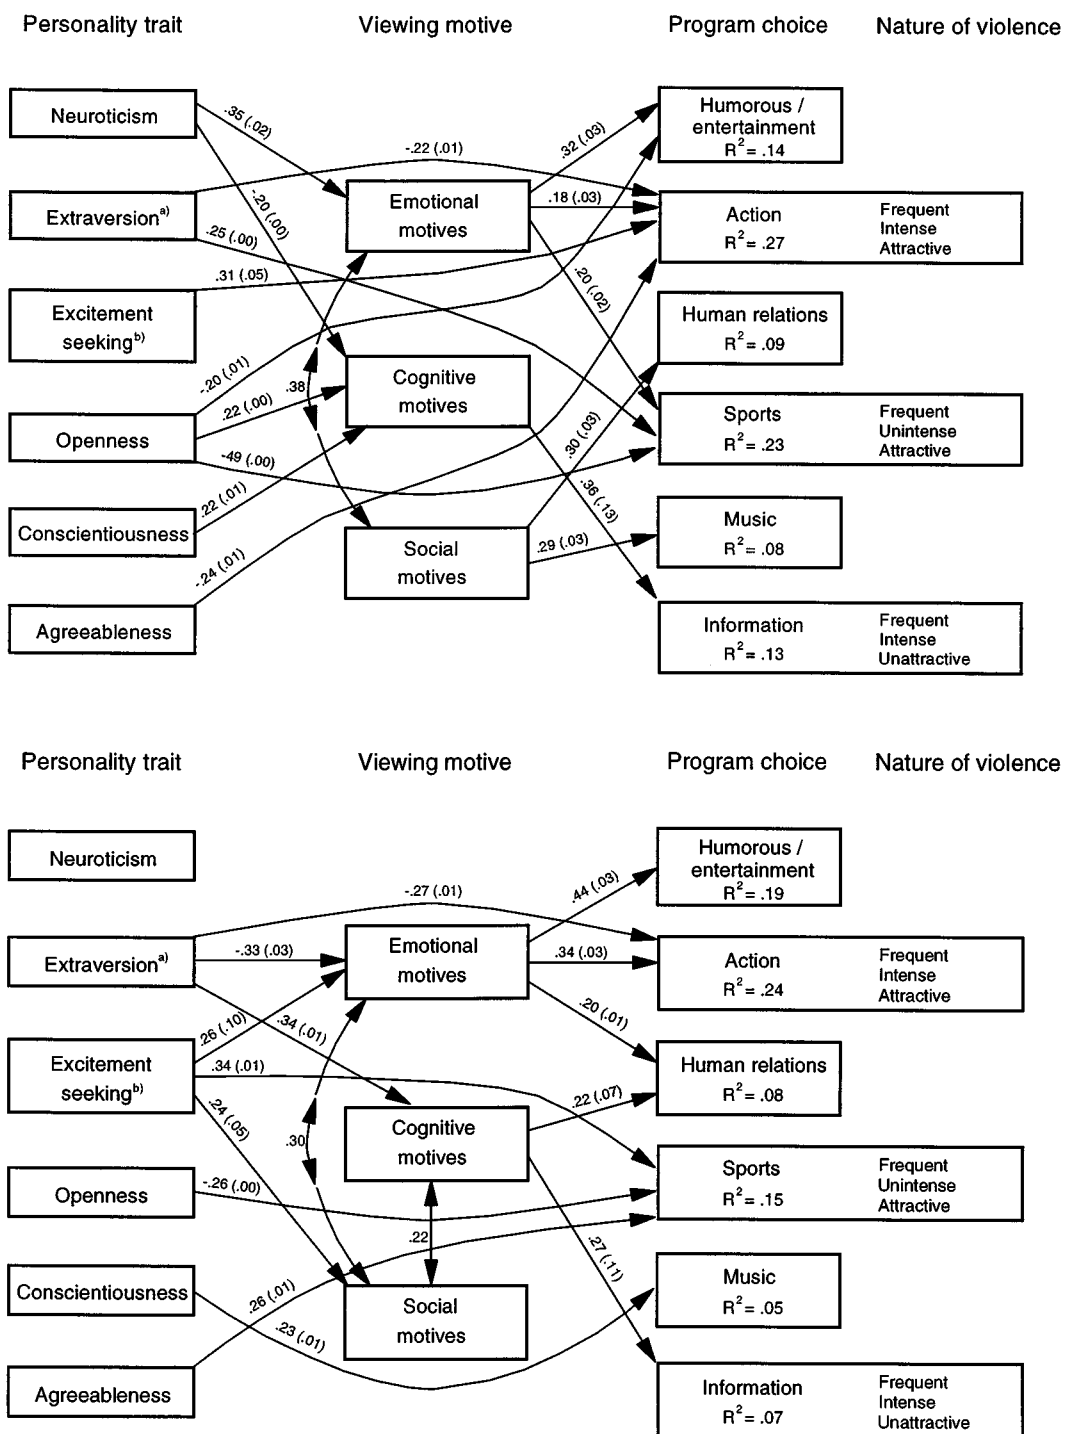 Personality trait Viewing motive Program choice Nature of violence
Neuroticism
.35 (.02)
-.20 (.00)
Extraversion a)
-.22 (.01)
.25 (.00)
Excitement
seeking b)
.31 (.05)
Openness
-.20 (.01)
.22 (.00)
-49 (.00)
Conscientiousness
.22 (.01)
Agreeableness
-.24 (.01)
Emotional
motives
Cognitive
motives
Social
motives
.38
.32 (.03)
.18 (.03)
.20 (.02)
.30 (.03)
.36 (.13)
.29 (.03)
Humorous /
entertainment
R² = .14
Action Frequent
R² = .27 Intense
Attractive
Human relations
R² = .09
Sports Frequent
R² = .23 Unintense
Attractive
Music
R² = .08
Information Frequent
R² = .13 Intense
Unattractive
Personality trait Viewing motive Program choice Nature of violence
Neuroticism
Extraversion a)
-.27 (.01)
-.33 (.03)
.34 (.01)
Excitement
seeking b)
.26 (.10)
.34 (.01)
.24 (.05)
Openness
-.26 (.00)
Conscientiousness
.23 (.01)
Agreeableness
.26 (.01)
Emotional
motives
Cognitive
motives
Social
motives
.30
.22
.44 (.03)
.34 (.03)
.20 (.01)
.22 (.07)
.27 (.11)
Humorous /
entertainment
R² = .19
Action Frequent
R² = .24 Intense
Attractive
Human relations
R² = .08
Sports Frequent
R² = .15 Unintense
Attractive
Music
R² = .05
Information Frequent
R² = .07 Intense
Unattractive